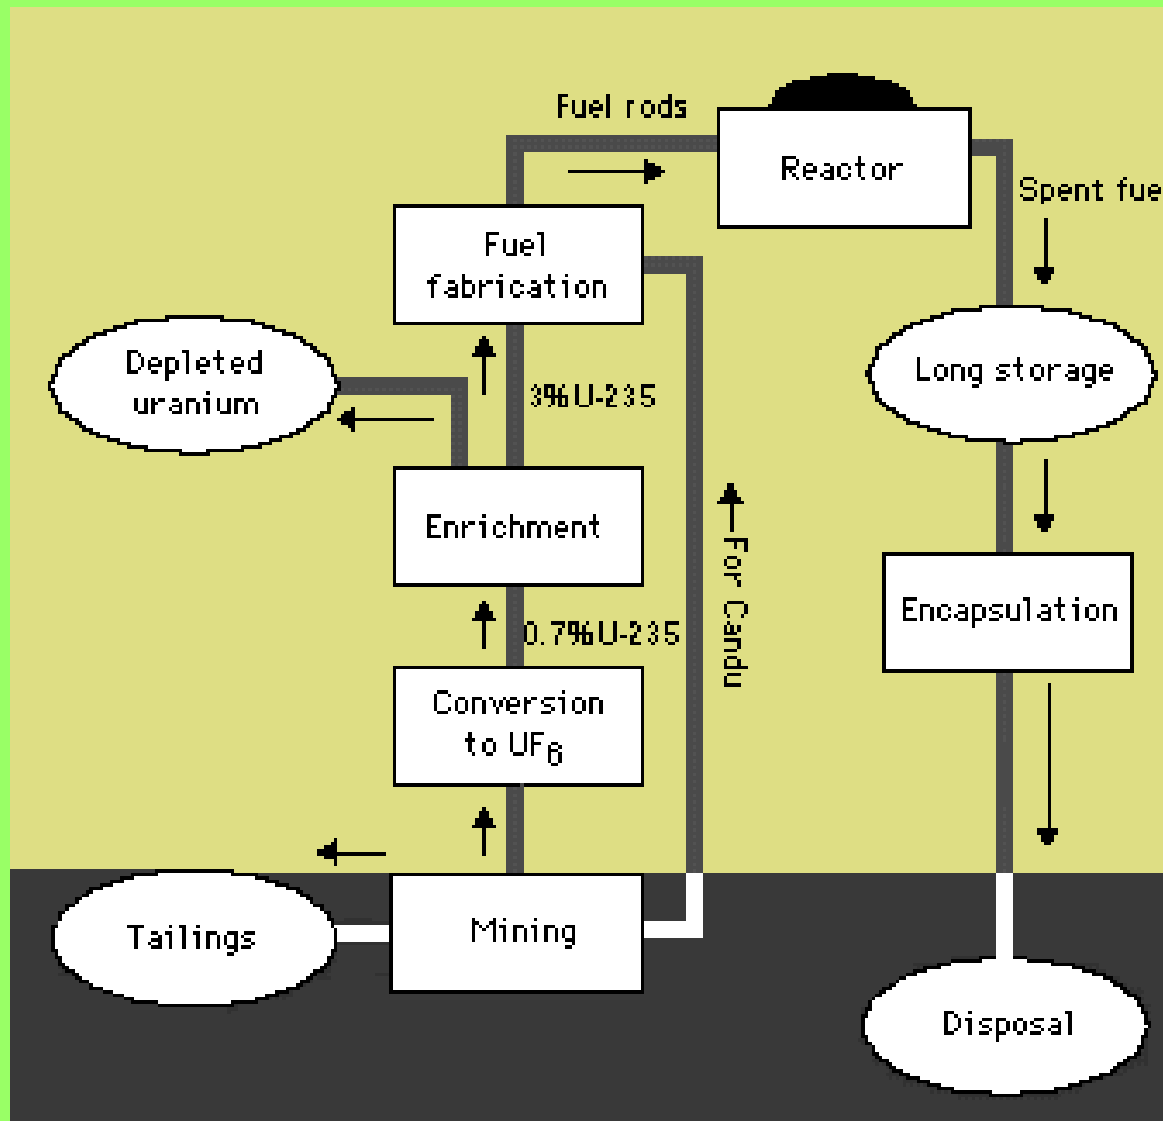 Fuel rods
Reactor
Spent fue
Fuel
fabrication
Depleted
uranium
3%U-235
Long storage
Enrichment
For Candu
Encapsulation
0.7%U-235
Conversion
to UF6
Tailings
Mining
Disposal